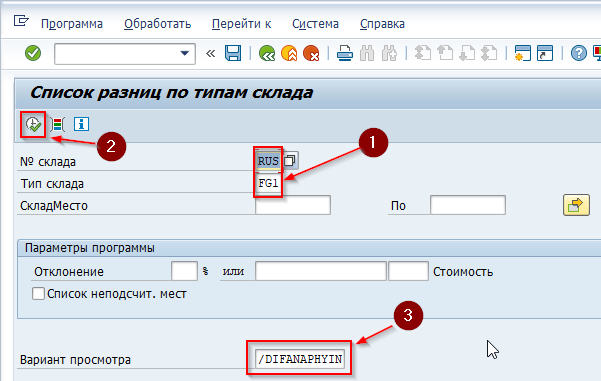 Программа Обработать Перейти к Система Справка
Список разниц по типам склада
2
1
№ склада RUS
Тип склада FG1
СкладМесто По
Параметры программы
Отклонение % или Стоимость
Список неподсчит. мест
3
Вариант просмотра /DIFANAPHYIN